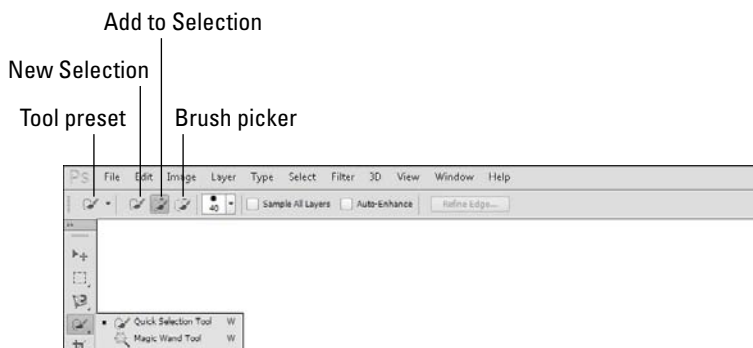 Add to Selection
New Selection
Tool preset Brush picker
Ps File Edit Image Layer Type Select Filter 3D View Window Help
40 Sample All Layers Auto-Enhance Refine Edge...
Quick Selection Tool W
Magic Wand Tool W